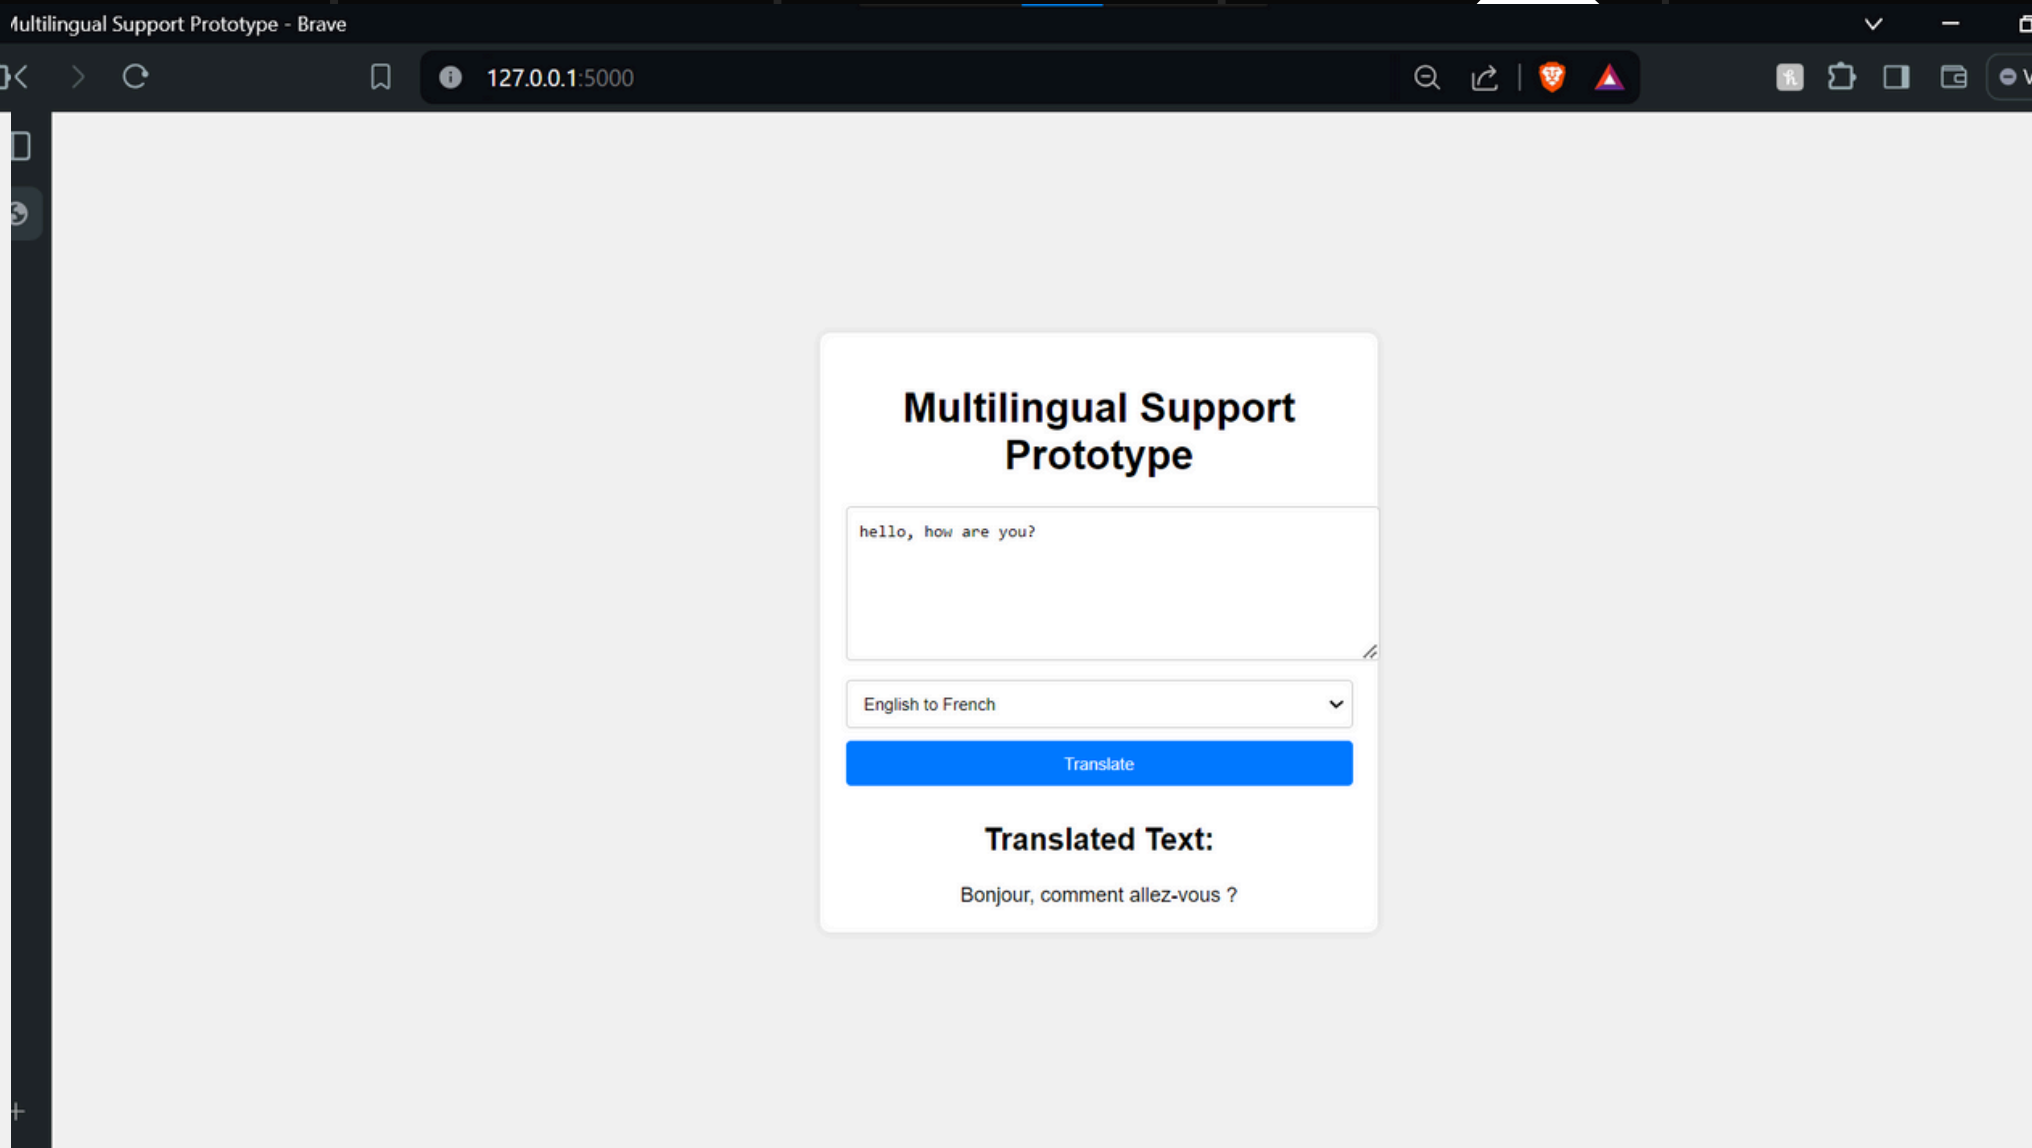 Multilingual Support Prototype - Brave
127.0.0.1:5000
Multilingual Support
Prototype
hello, how are you?
English to French
Translate
Translated Text:
Bonjour, comment allez-vous ?